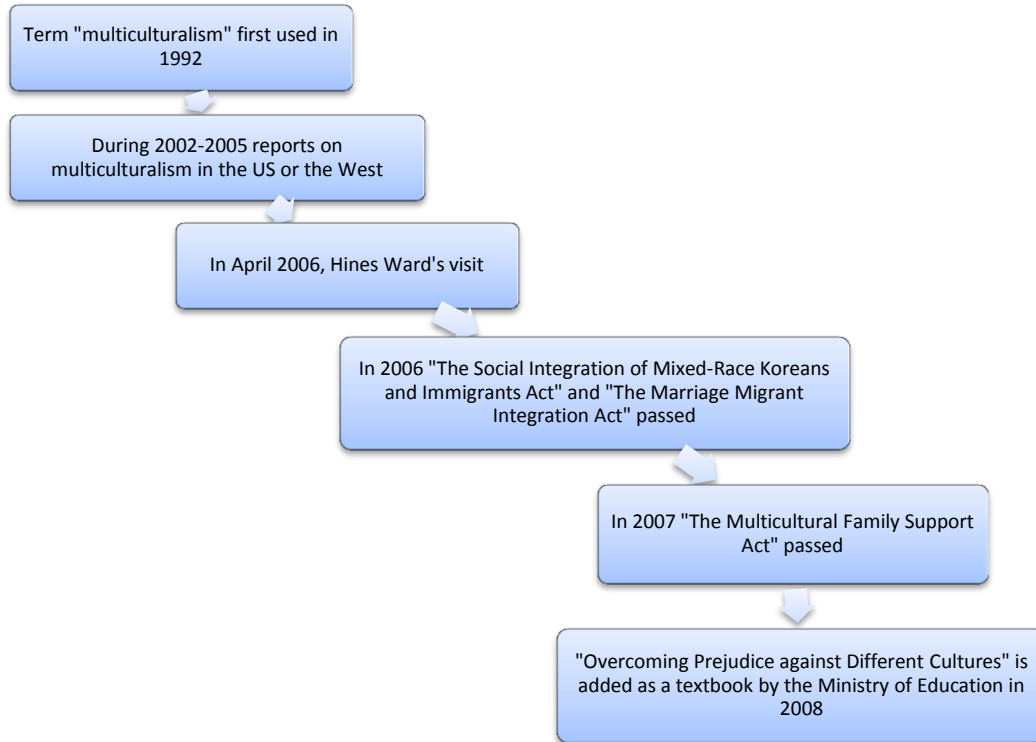 Term "multiculturalism" first used in
1992
During 2002-2005 reports on
multiculturalism in the US or the West
In April 2006, Hines Ward's visit
In 2006 "The Social Integration of Mixed-Race Koreans
and Immigrants Act" and "The Marriage Migrant
Integration Act" passed
In 2007 "The Multicultural Family Support
Act" passed
"Overcoming Prejudice against Different Cultures" is
added as a textbook by the Ministry of Education in
2008